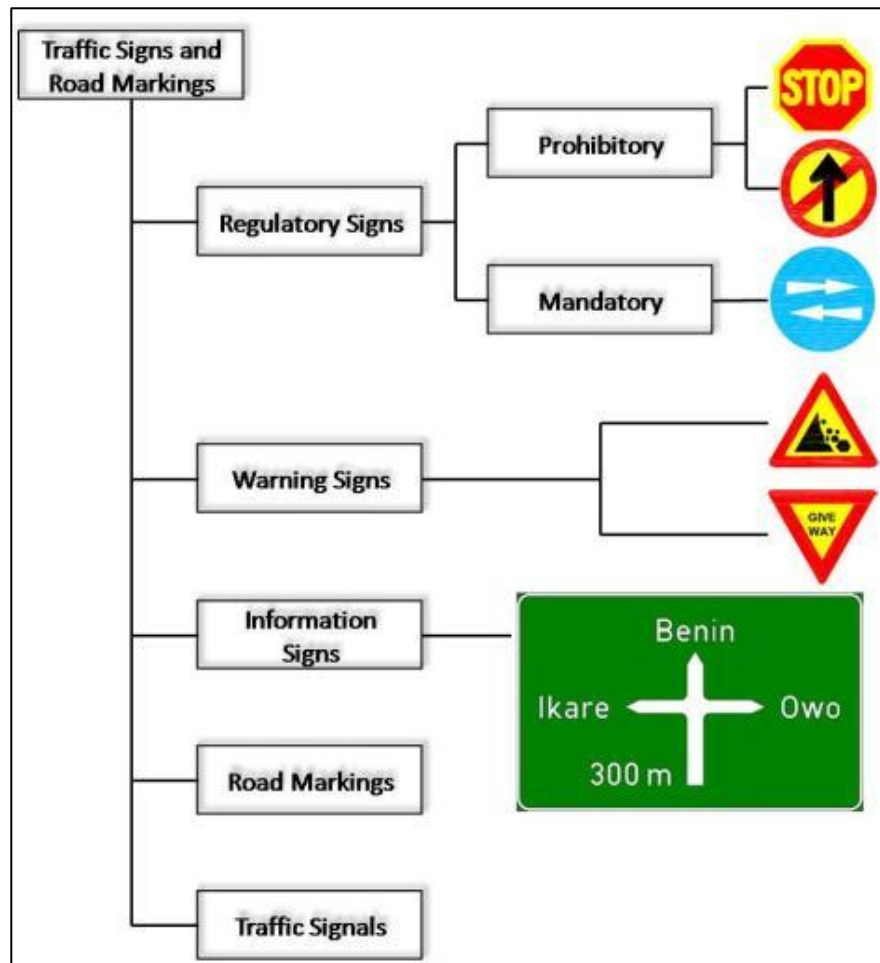 Traffic Signs and
Road Markings
Prohibitory
STOP
Regulatory Signs
Mandatory
Warning Signs
GIVE
WAY
Information
Signs
Benin
Ikare
Owo
300 m
Road Markings
Traffic Signals